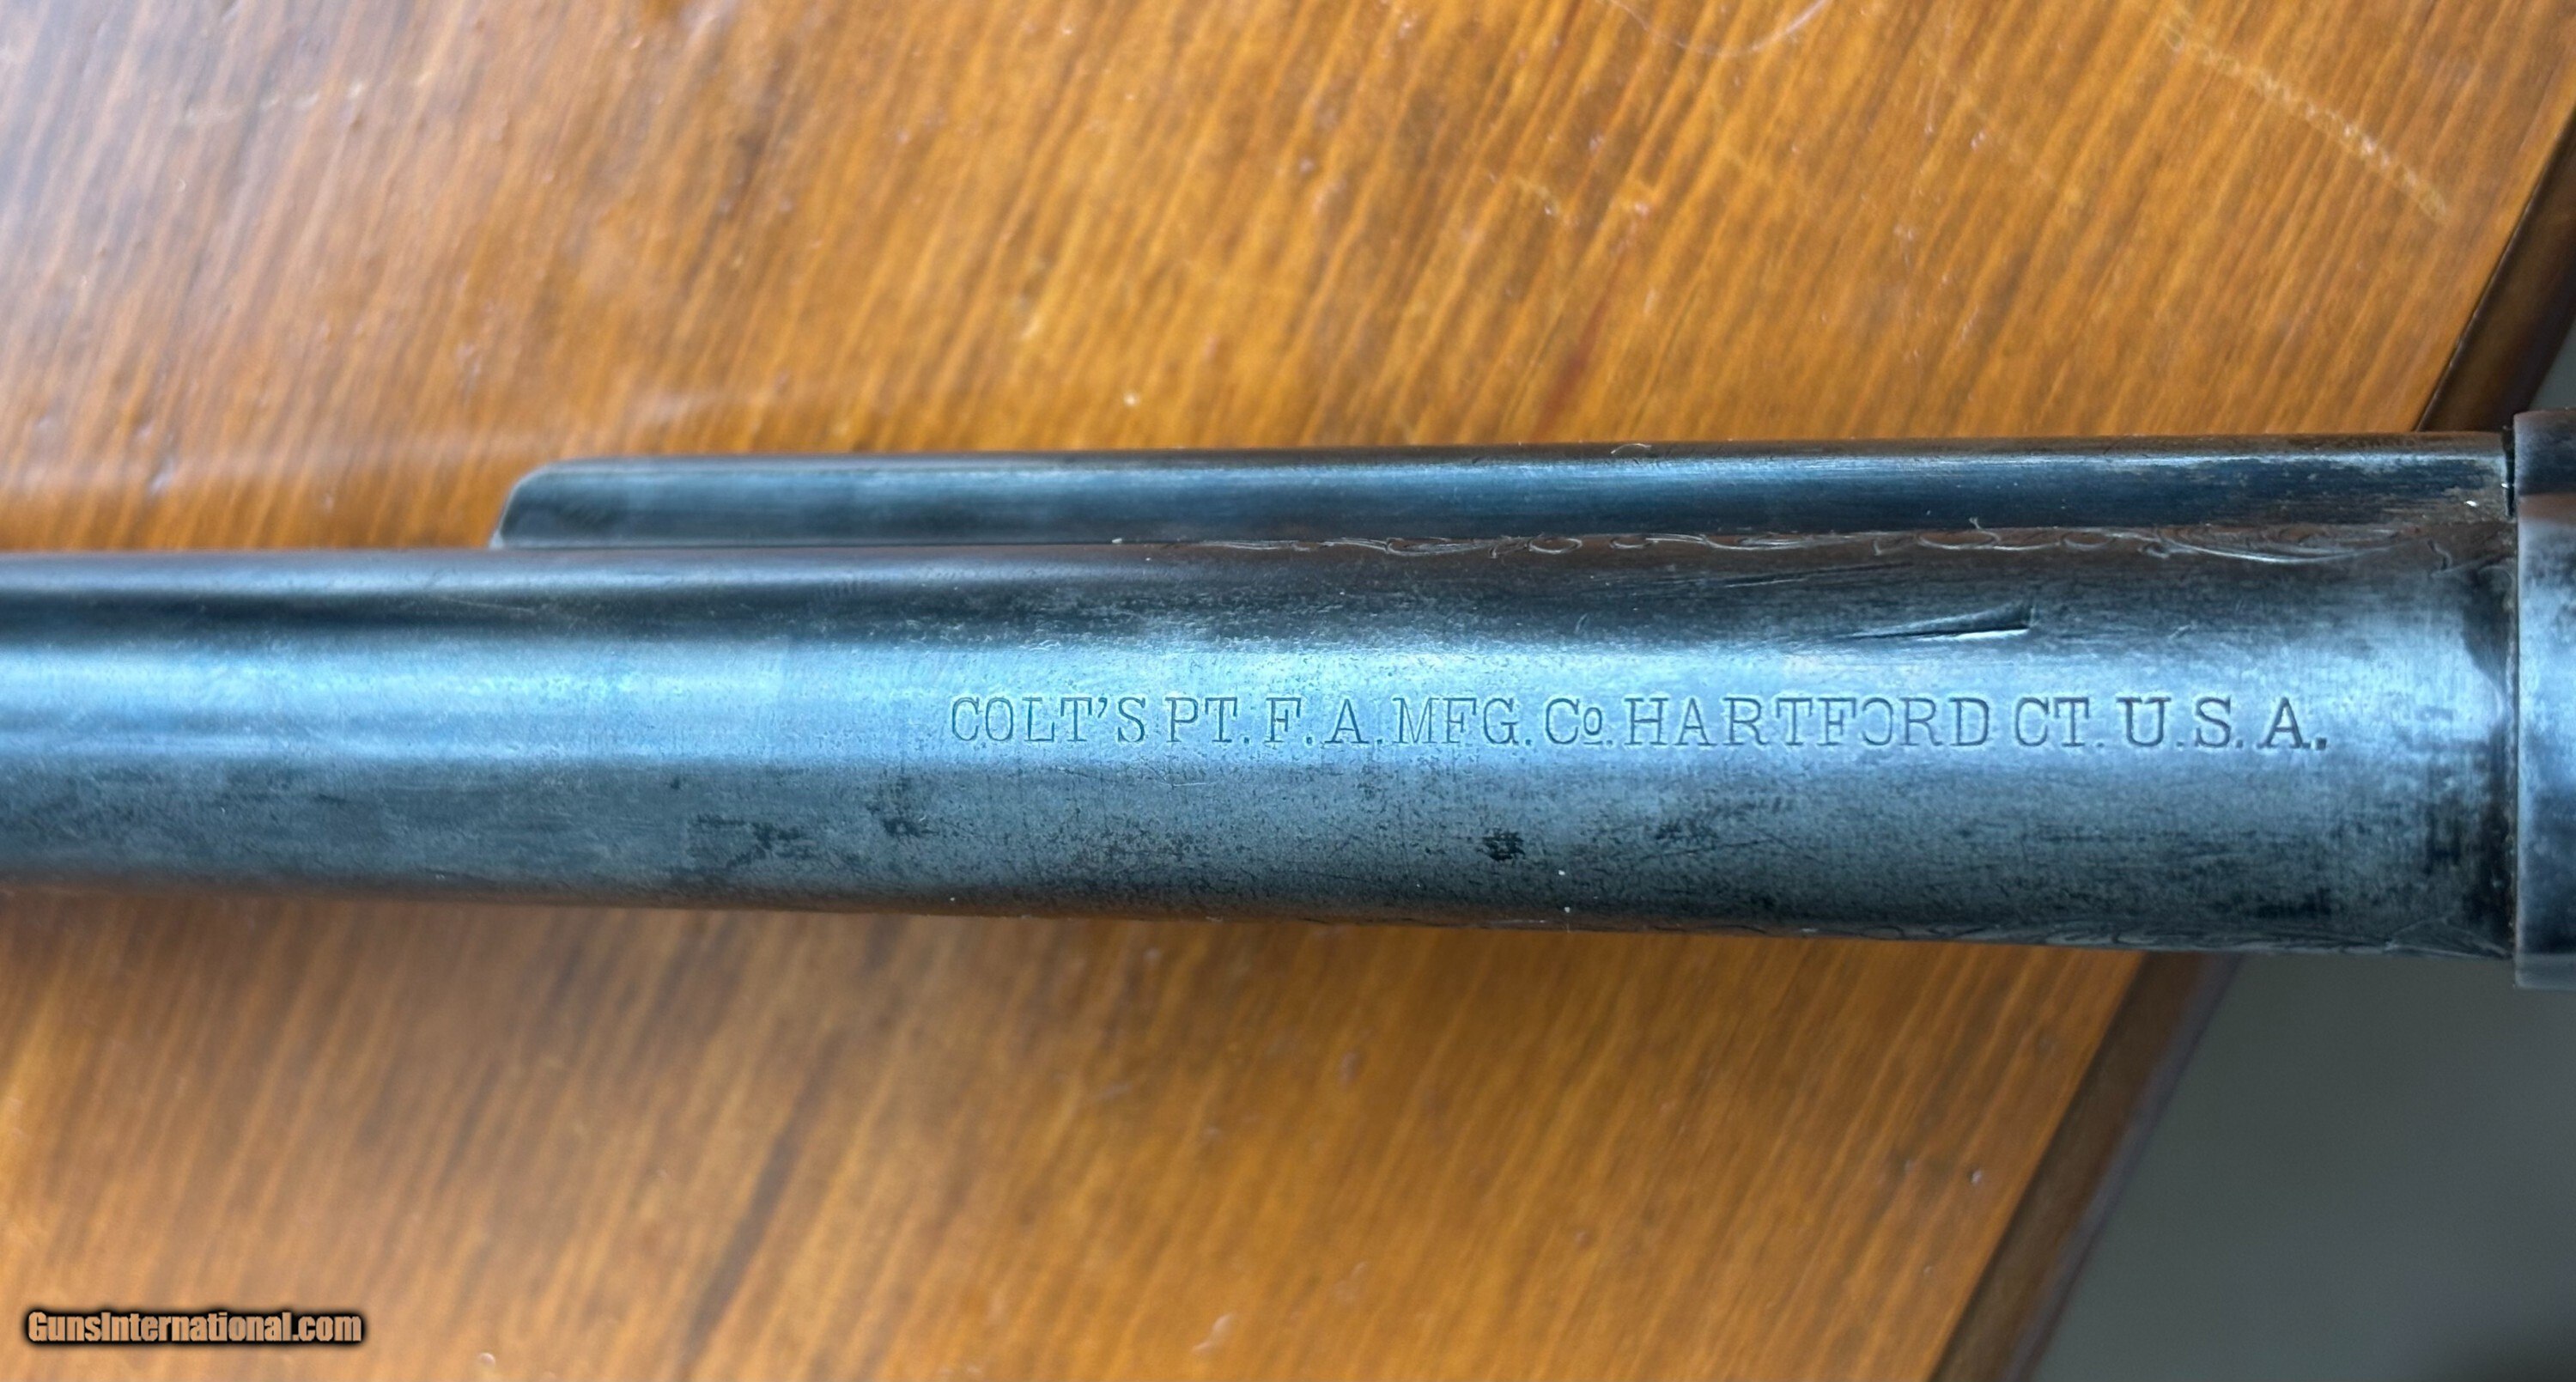 COLT'S PT. F. A. MFG. Co. HARTFORD CT. U.S.A.
GunsInternational.com